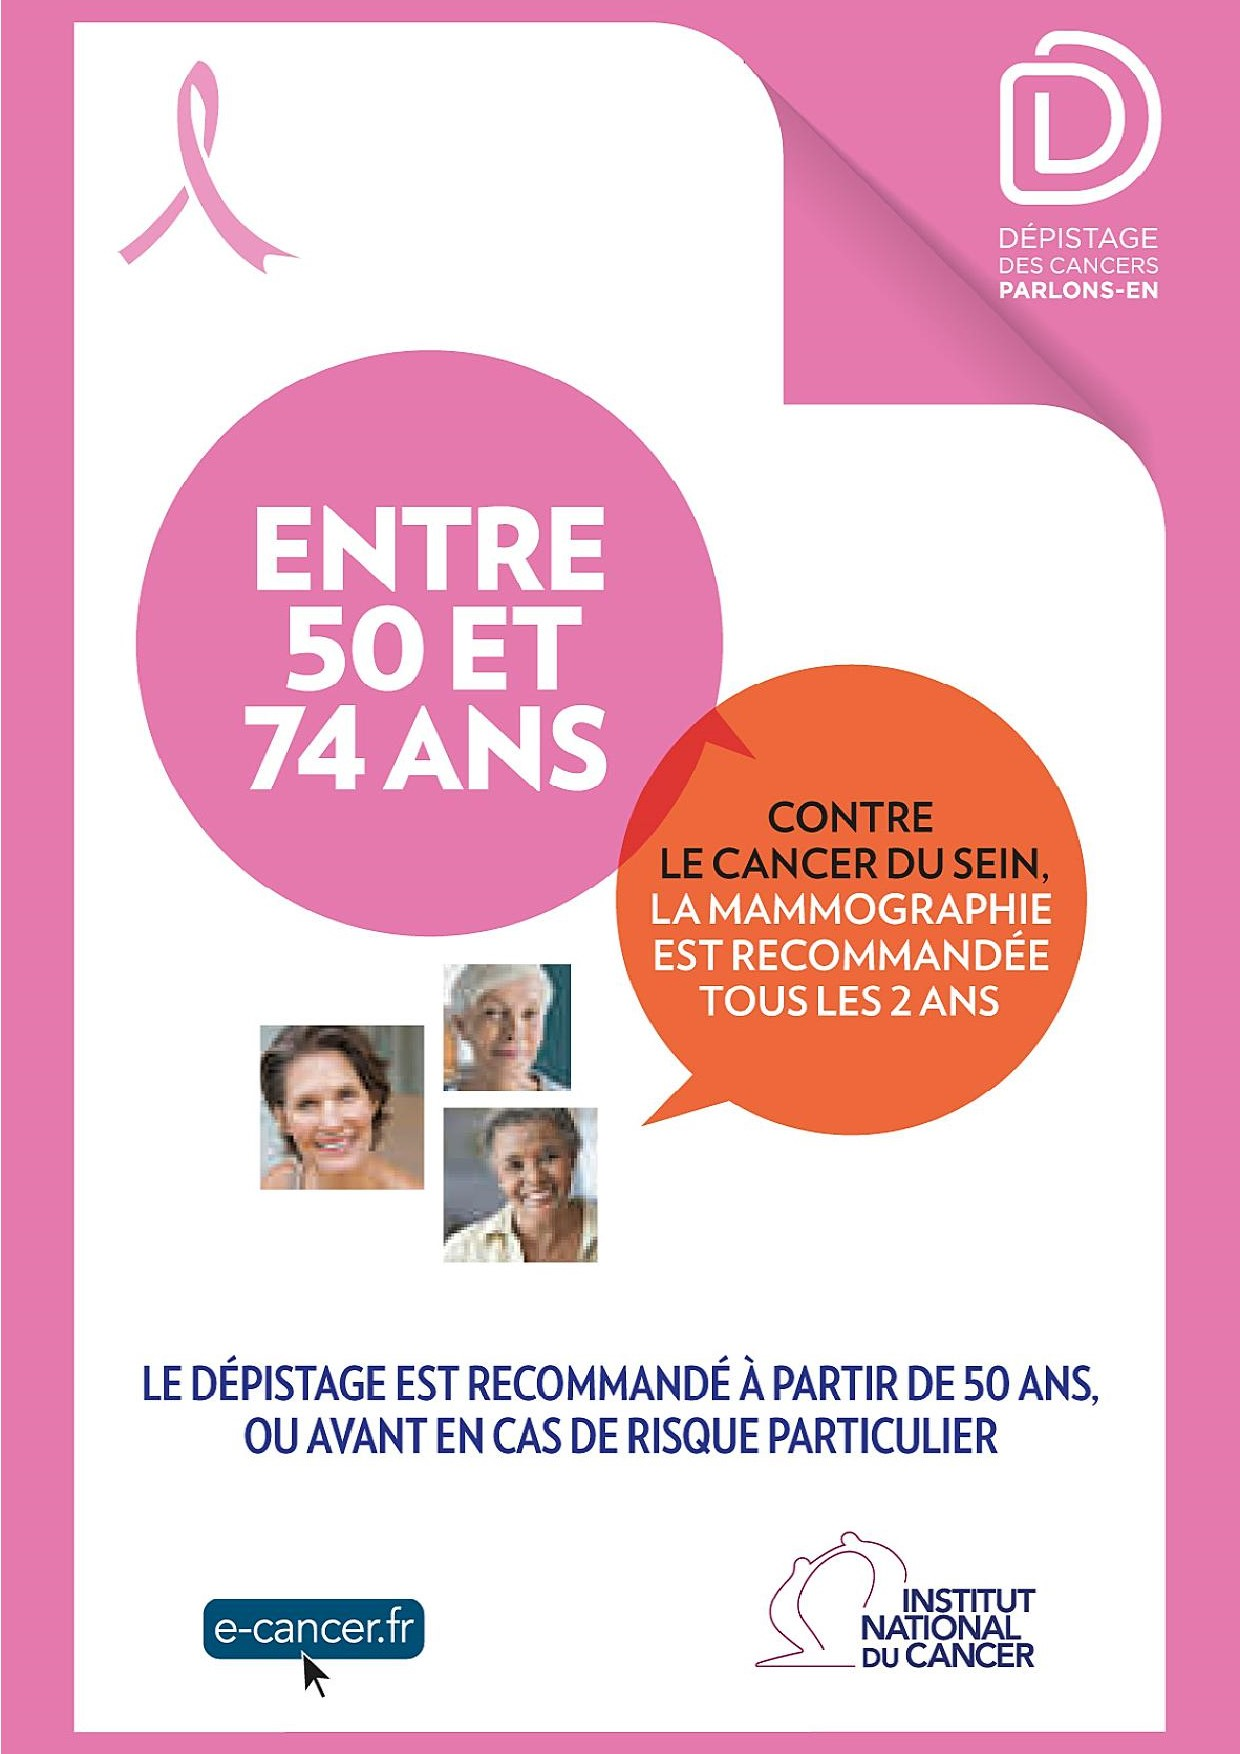 DÉPISTAGE
DES CANCERS
PARLONS-EN
ENTRE
50 ET
74 ANS
CONTRE
LE CANCER DU SEIN,
LA MAMMOGRAPHIE
EST RECOMMANDÉE
TOUS LES 2 ANS
LE DÉPISTAGE EST RECOMMANDÉ À PARTIR DE 50 ANS,
OU AVANT EN CAS DE RISQUE PARTICULIER
e-cancer.fr
INSTITUT
NATIONAL
DU CANCER